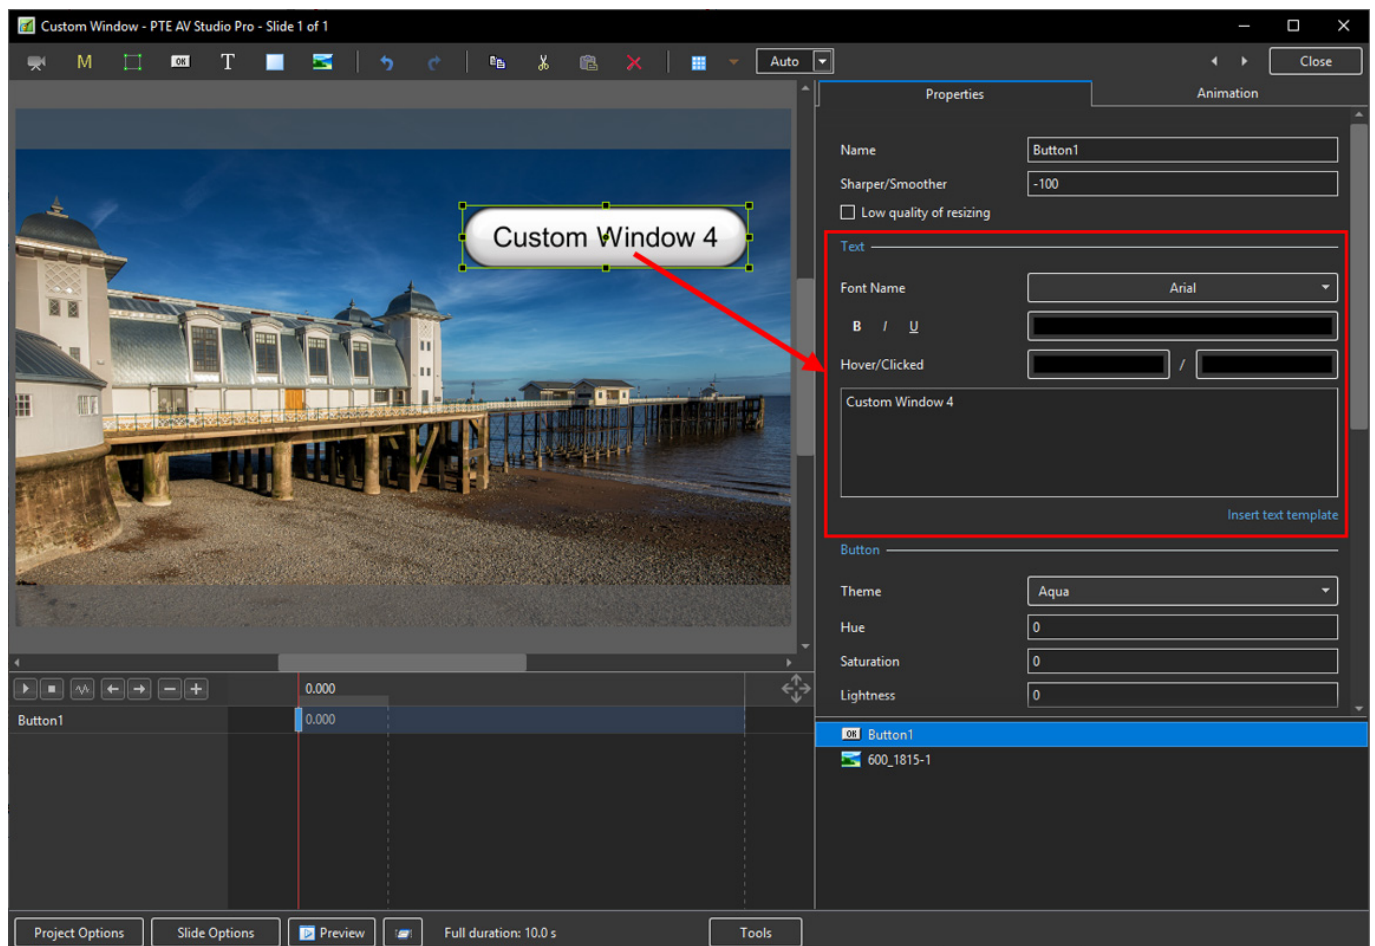 Custom Window - PTE AV Studio Pro - Slide 1 of 1
M OK T Auto Close
Properties Animation
Name Button1
Sharper/Smoother -100
Low quality of resizing
Text
Custom Window 4
Font Name Arial
B I U
Hover/Clicked /
Custom Window 4
Insert text template
Button
Theme Aqua
Hue 0
Saturation 0
Lightness 0
0.000
Button1 0.000
OK Button1
600_1815-1
Project Options Slide Options Preview Full duration: 10.0 s Tools